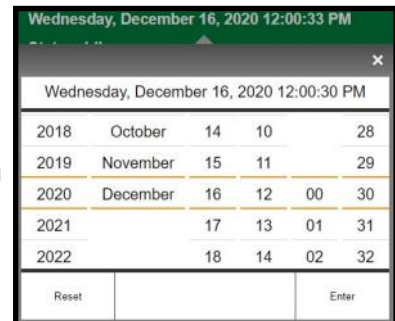 Wednesday, December 16, 2020 12:00:33 PM
×
Wednesday, December 16, 2020 12:00:30 PM
2018 October 14 10 28
2019 November 15 11 29
2020 December 16 12 00 30
2021 17 13 01 31
2022 18 14 02 32
Reset Enter